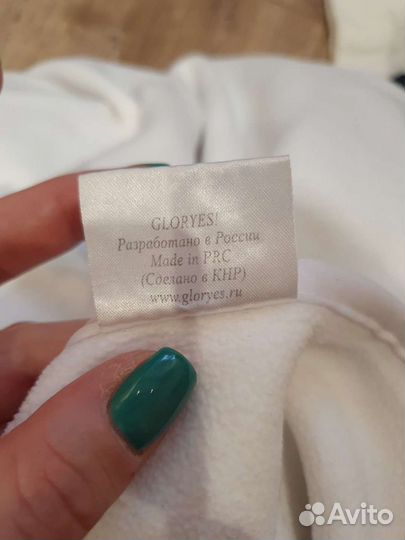 GLORYES!
Разработано в России
Made in PRC
(Сделано в КНР)
www.gloryes.ru
Avito